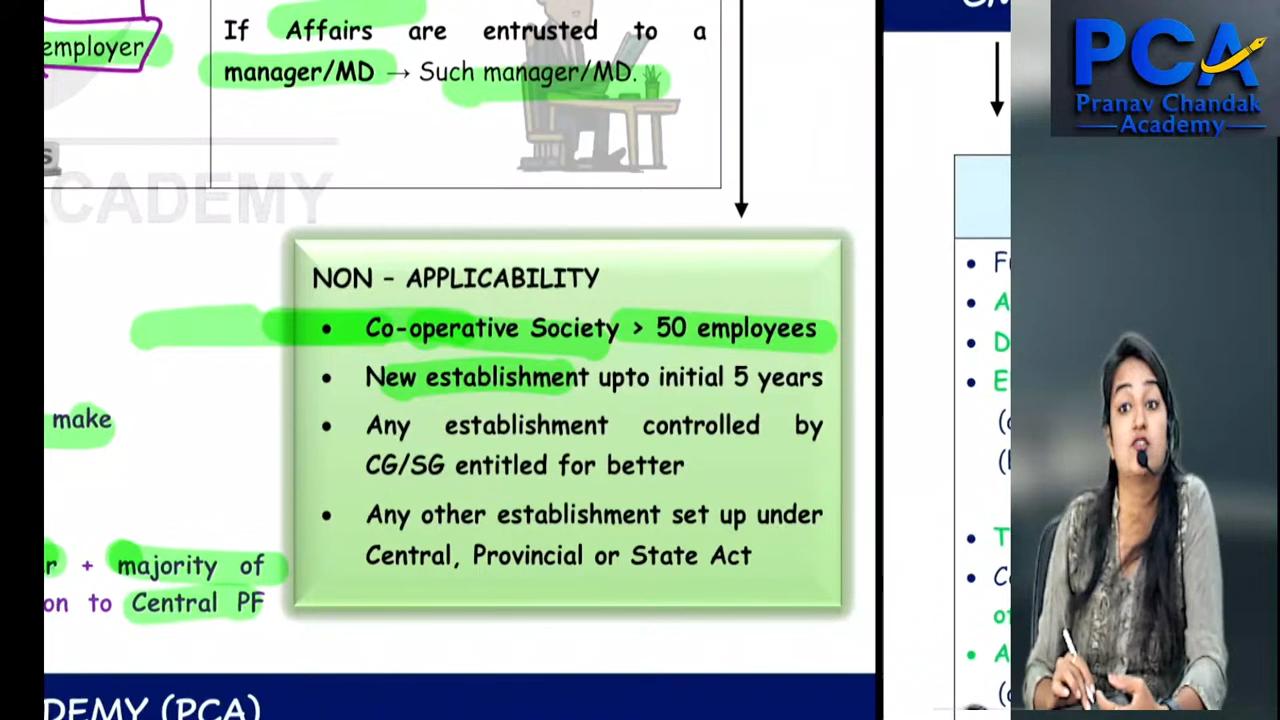 employer
If Affairs are entrusted to a
manager/MD → Such manager/MD.
S
ACADEMY
NON - APPLICABILITY
• Co-operative Society > 50 employees
• New establishment upto initial 5 years
• Any establishment controlled by
CG/SG entitled for better
• Any other establishment set up under
Central, Provincial or State Act
make
r + majority of
on to Central PF
DEMY (PCA)
• F
• A
• D
• E
(
(
• T
• C
o
• A
(
PCA
Pranav Chandak
Academy